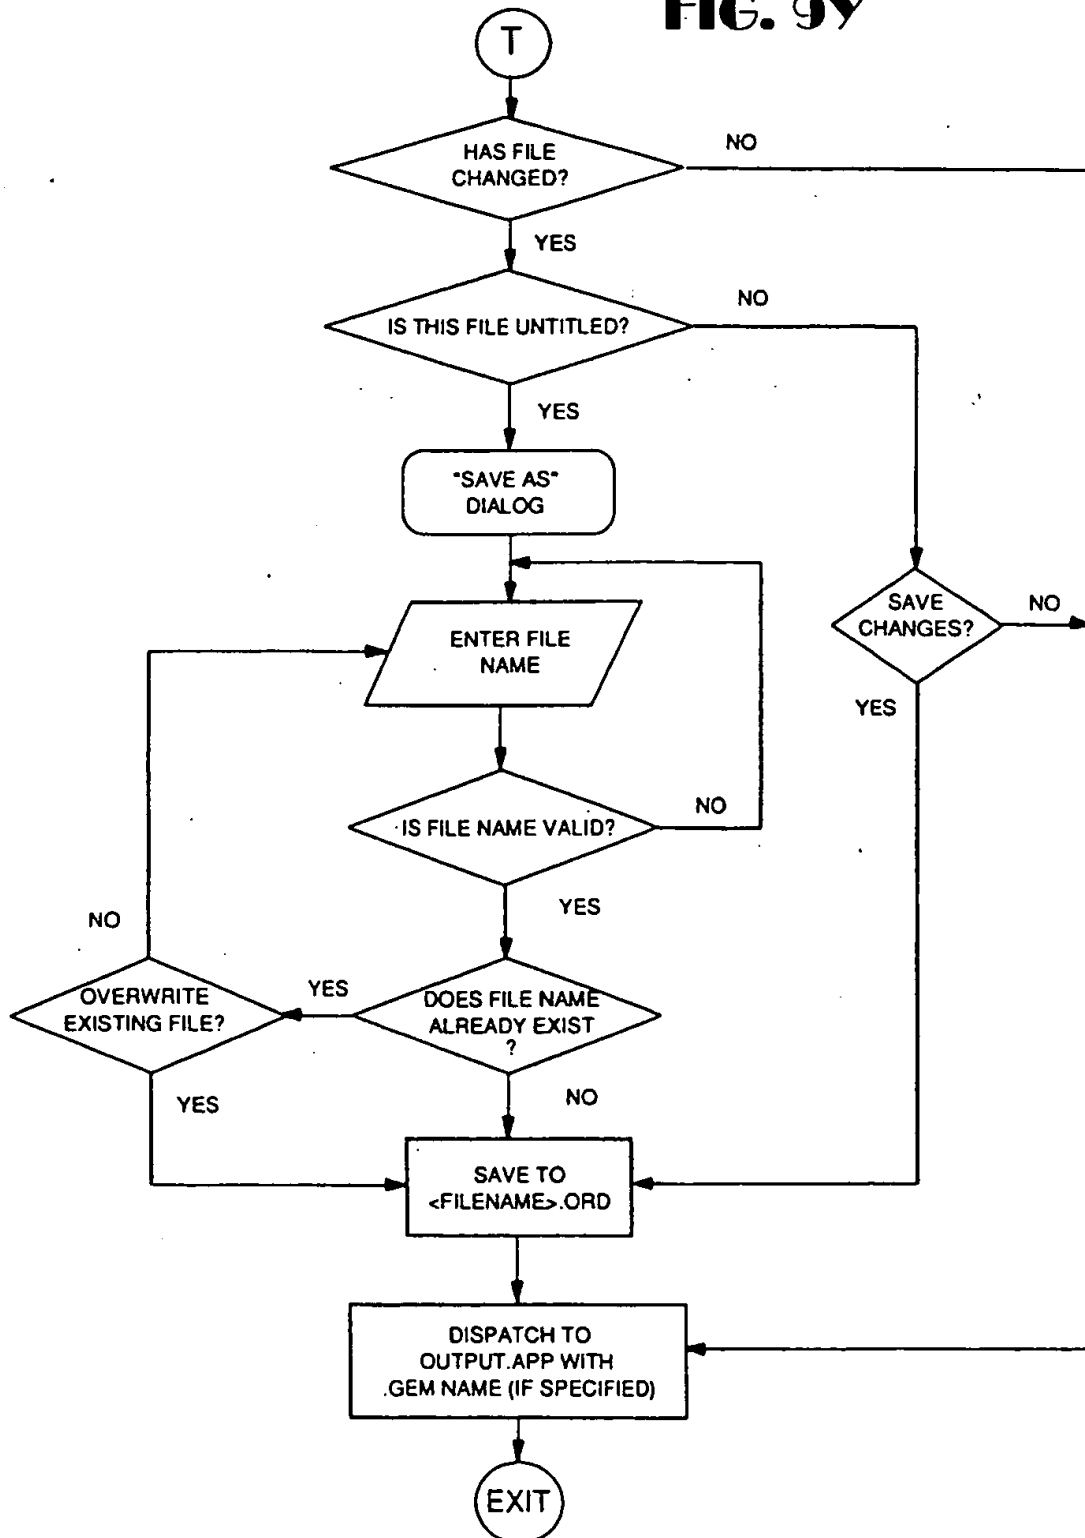 FIG. 9Y
T
HAS FILE
CHANGED?
NO
YES
IS THIS FILE UNTITLED?
NO
YES
"SAVE AS"
DIALOG
ENTER FILE
NAME
SAVE
CHANGES?
NO
YES
IS FILE NAME VALID?
NO
YES
NO
OVERWRITE
EXISTING FILE?
YES
DOES FILE NAME
ALREADY EXIST
?
YES
NO
SAVE TO
<FILENAME>.ORD
DISPATCH TO
OUTPUT.APP WITH
.GEM NAME (IF SPECIFIED)
EXIT